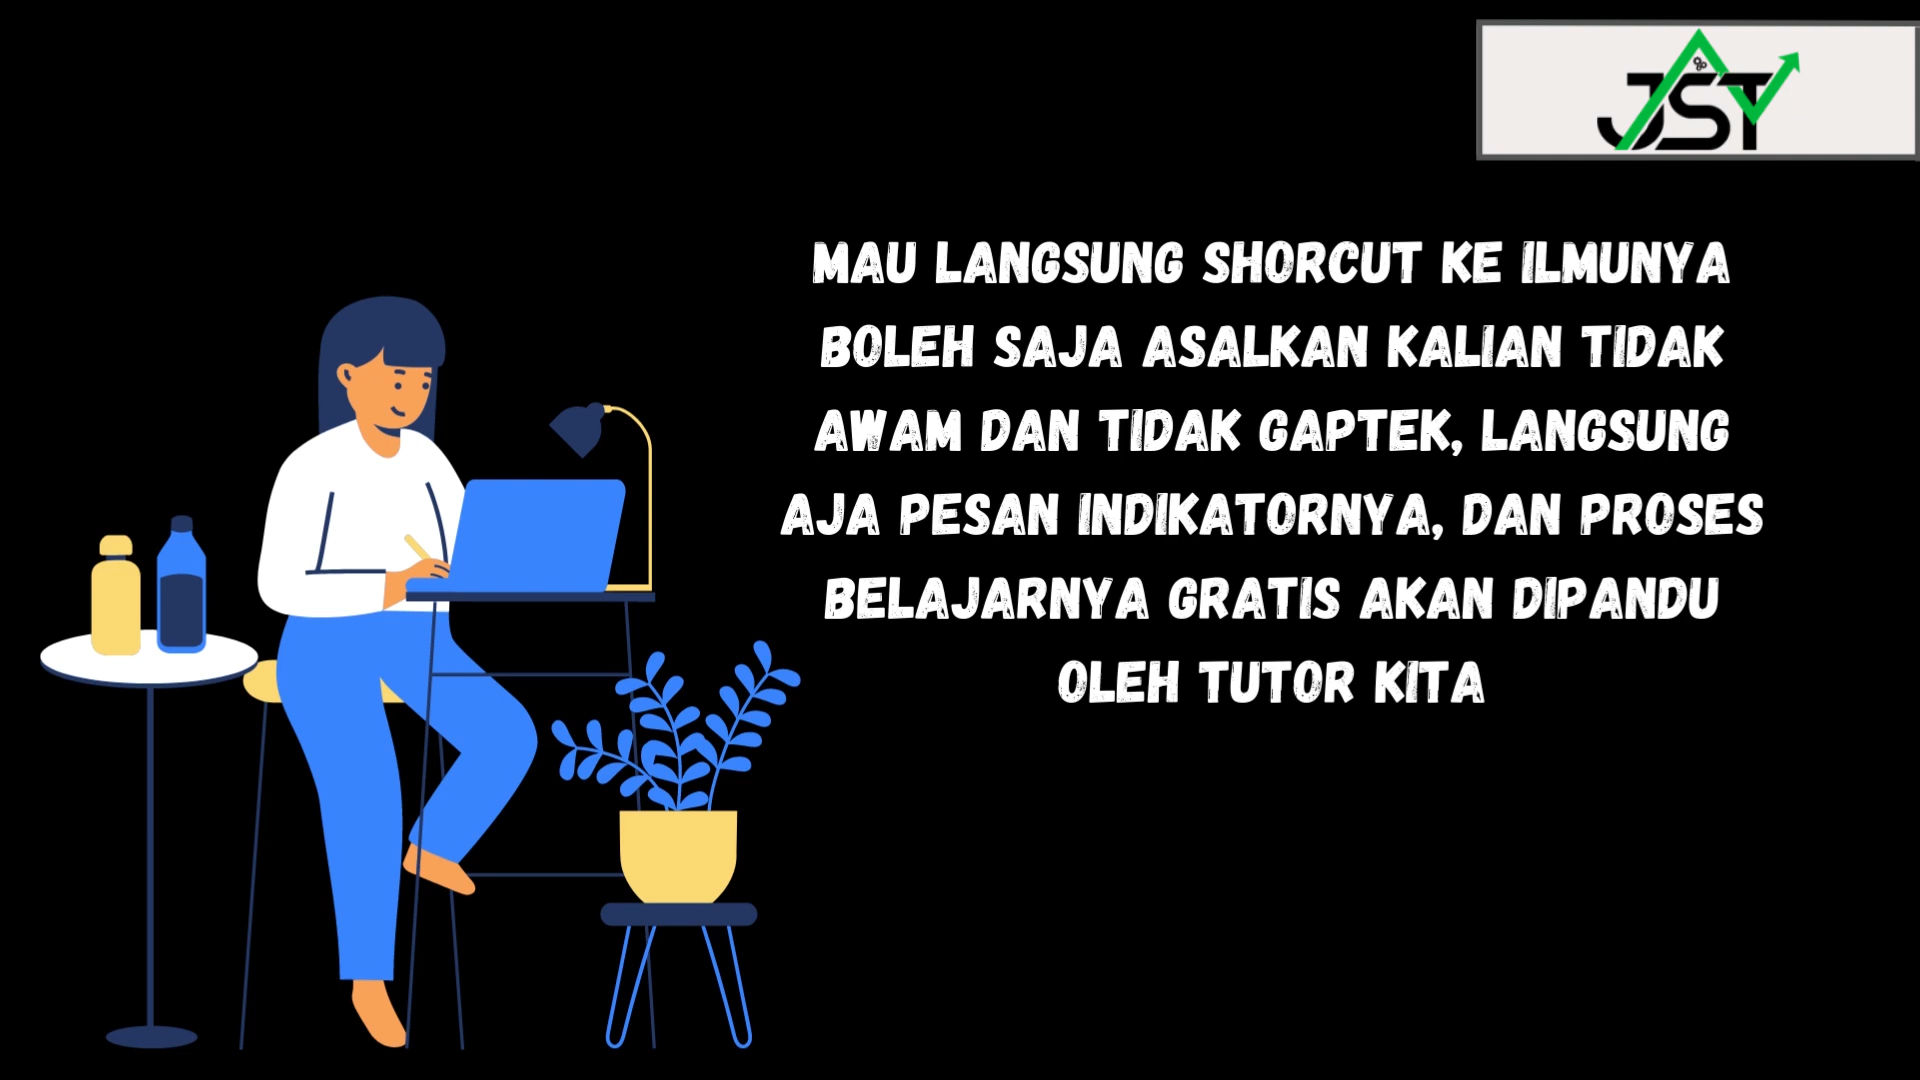 JST
MAU LANGSUNG SHORCUT KE ILMUNYA
BOLEH SAJA ASALKAN KALIAN TIDAK
AWAM DAN TIDAK GAPTEK, LANGSUNG
AJA PESAN INDIKATORNYA, DAN PROSES
BELAJARNYA GRATIS AKAN DIPANDU
OLEH TUTOR KITA